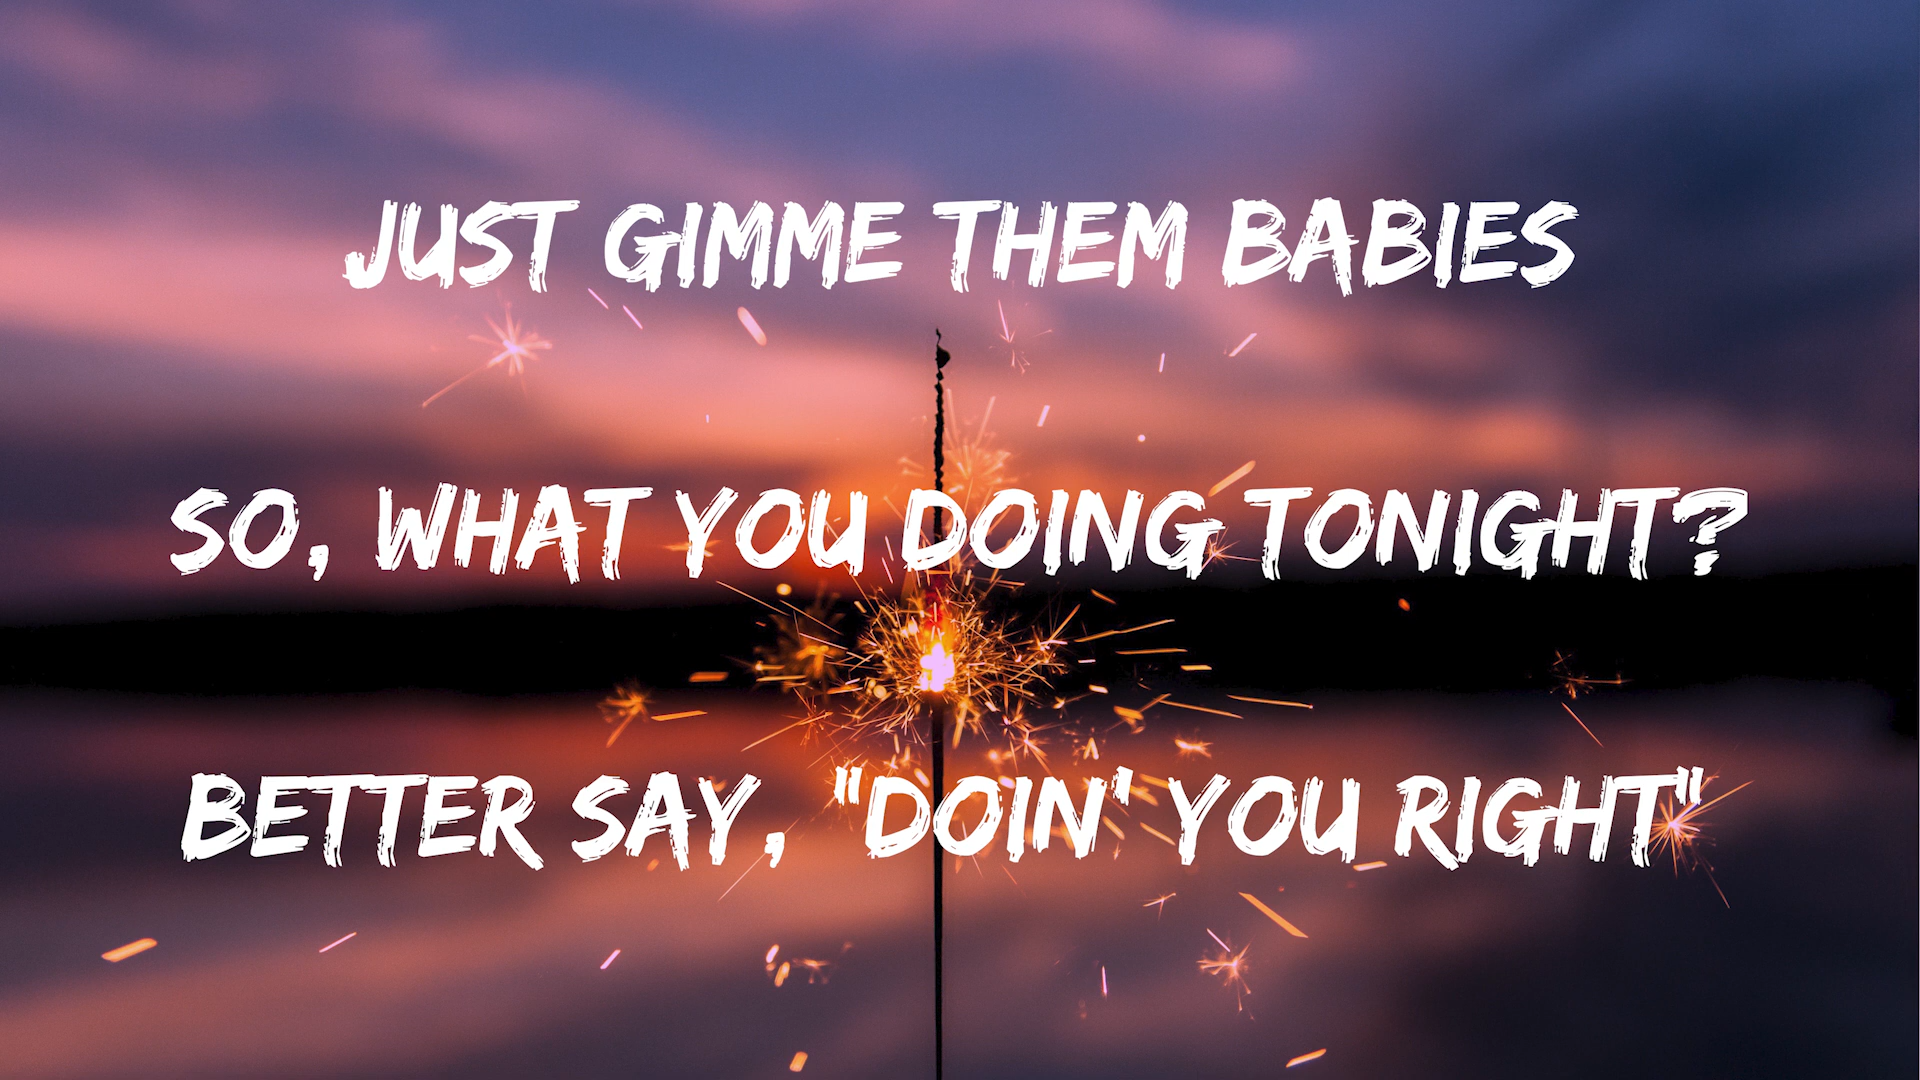 JUST GIMME THEM BABIES
SO, WHAT YOU DOING TONIGHT?
BETTER SAY, "DOIN' YOU RIGHT"